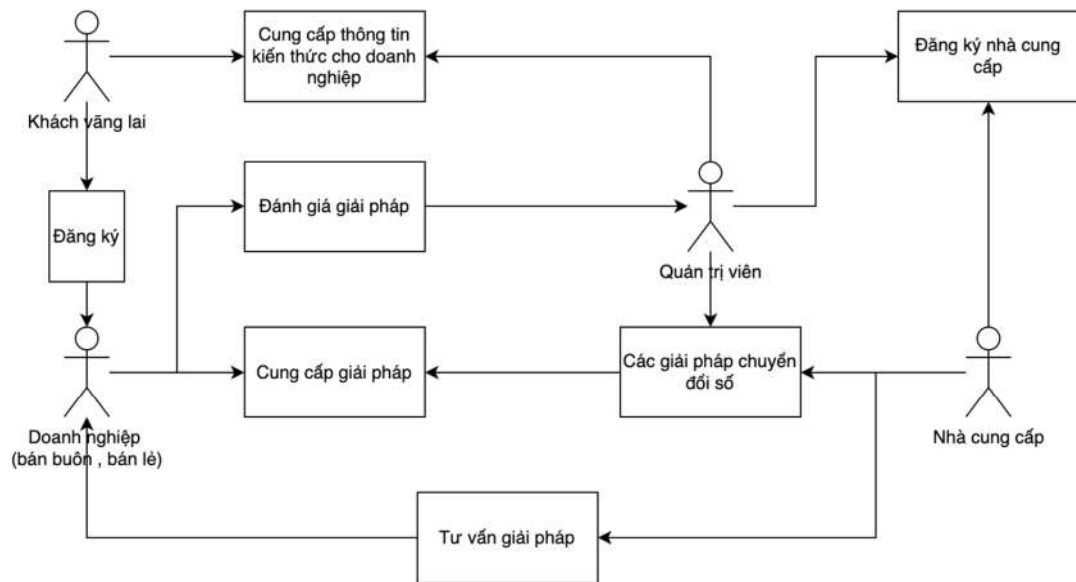 Cung cấp thông tin
kiến thức cho doanh
nghiệp
Đăng ký nhà cung
cấp
Khách vãng lai
Đăng ký
Đánh giá giải pháp
Quản trị viên
Cung cấp giải pháp
Các giải pháp chuyển
đổi số
Doanh nghiệp
(bán buôn , bán lẻ)
Nhà cung cấp
Tư vấn giải pháp